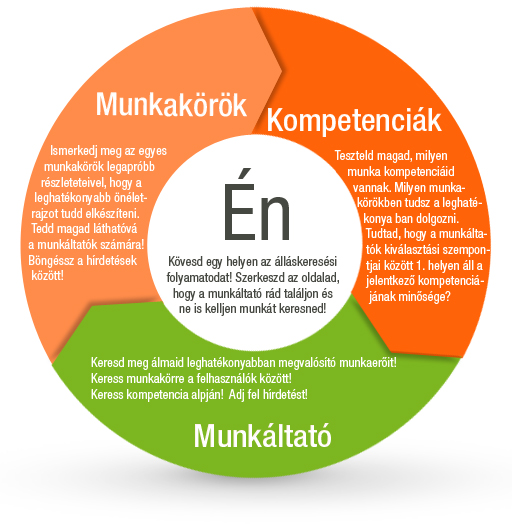 Munkakörök
Ismerkedj meg az egyes
munkakörök legapróbb
részleteteivel, hogy a
leghatékonyabb önélet-
rajzot tudd elkészíteni.
Tedd magad láthatóvá
a munkáltatók számára!
Böngéssz a hirdetések
között!
Kompetenciák
Teszteld magad, milyen
munka kompetenciáid
vannak. Milyen munka-
körökben tudsz a leghaté-
konya ban dolgozni.
Tudtad, hogy a munkálta-
tók kiválasztási szempon-
tjai között 1. helyen áll a
jelentkező kompetenciá-
jának minősége?
Én
Kövesd egy helyen az álláskeresési
folyamatodat! Szerkeszd az oldalad,
hogy a munkáltató rád találjon és
ne is kelljen munkát keresned!
Keresd meg álmaid leghatékonyabban megvalósító munkaerőit!
Keress munkakörre a felhasználók között!
Keress kompetencia alpján! Adj fel hirdetést!
Munkáltató